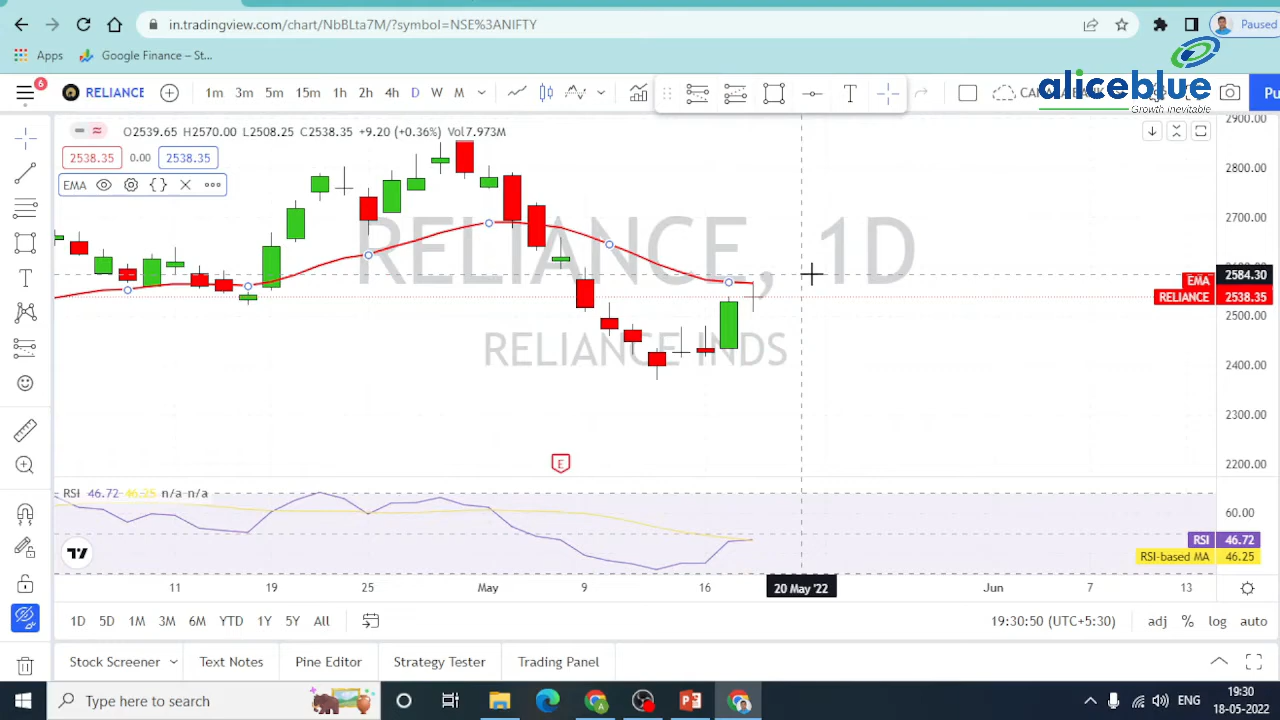 in.tradingview.com/chart/NbBLta7M/?symbol=NSE%3ANIFTY
Paused
Apps
Google Finance – St...
aliceblue
Growth Inevitable
6
RELIANCE
1m 3m 5m 15m 1h 2h 4h D W M
O2539.65 H2570.00 L2508.25 C2538.35 +9.20 (+0.36%) Vol7.973M
2538.35 0.00 2538.35
EMA
RELIANCE, 1D
RELIANCE INDS
2900.00
2800.00
2700.00
2584.30
EMA
RELIANCE 2538.35
2500.00
2400.00
2300.00
2200.00
E
RSI 46.72 46.25 n/a n/a
60.00
RSI 46.72
RSI-based MA 46.25
11 19 25 May 9 16 20 May '22 Jun 7 13
1D 5D 1M 3M 6M YTD 1Y 5Y All
19:30:50 (UTC+5:30) adj % log auto
Stock Screener Text Notes Pine Editor Strategy Tester Trading Panel
Type here to search
ENG
19:30
18-05-2022